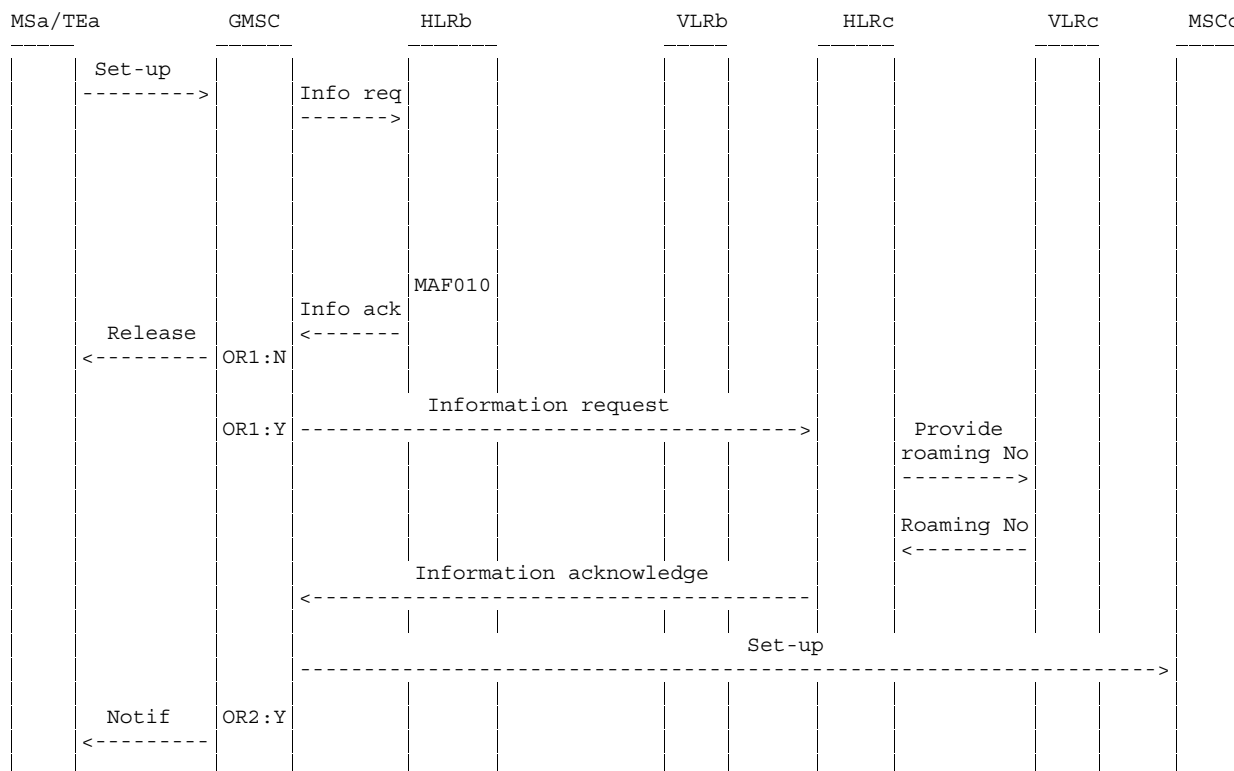 MSa/TEa GMSC HLRb VLRb HLRc VLRc MSCc
Set-up
Info req
MAF010
Info ack
Release
OR1:N
Information request
OR1:Y Provide
roaming No
Roaming No
Information acknowledge
Set-up
Notif OR2:Y